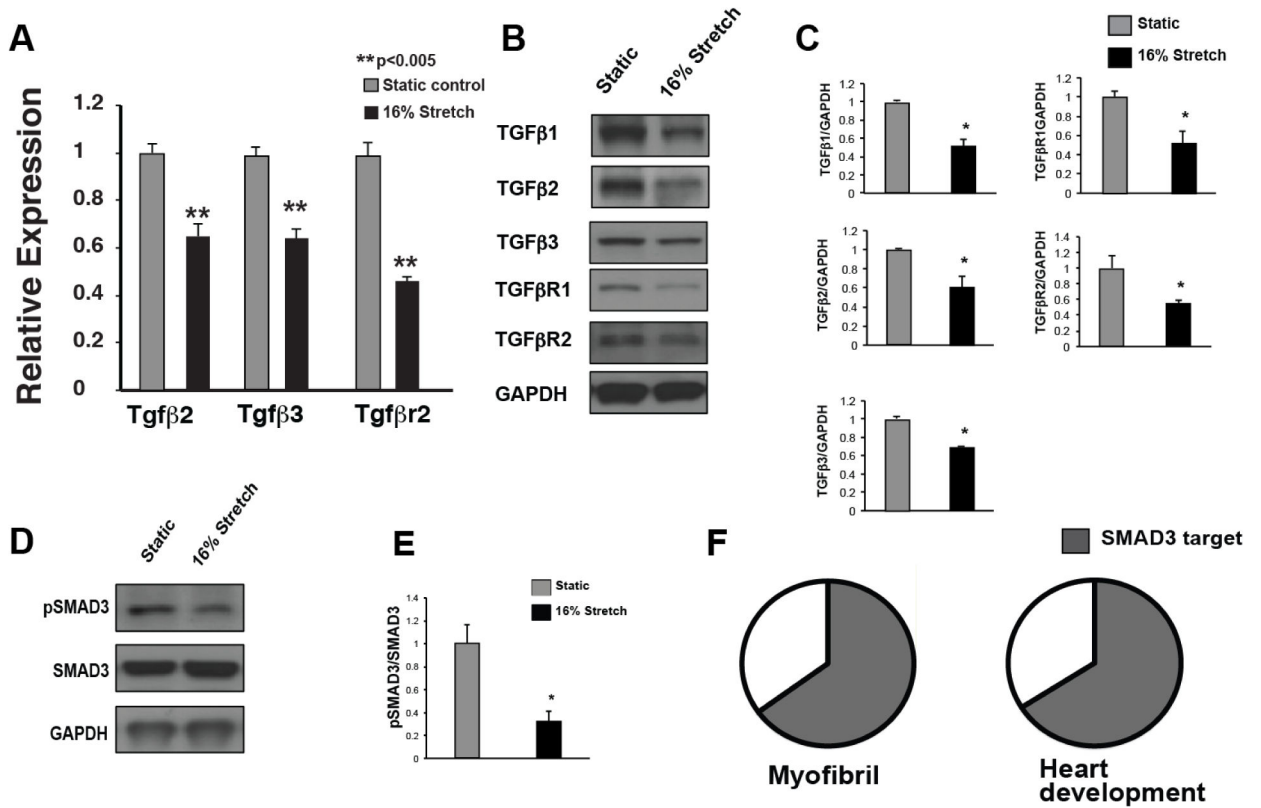 A
**p<0.005
Static control
16% Stretch
Relative Expression
1.2
1
0.8
0.6
0.4
0.2
0
**
**
**
Tgfβ2
Tgfβ3
Tgfβr2
B
Static
16% Stretch
TGFβ1
TGFβ2
TGFβ3
TGFβR1
TGFβR2
GAPDH
C
Static
16% Stretch
TGFβ1/GAPDH
1.2
1
0.8
0.6
0.4
0.2
0
*
TGFβR1GAPDH
1.2
1
0.8
0.6
0.4
0.2
0
*
TGFβ2/GAPDH
1.2
1
0.8
0.6
0.4
0.2
0
*
TGFβR2/GAPDH
1.4
1.2
1
0.8
0.6
0.4
0.2
0
*
TGFβ3/GAPDH
1.2
1
0.8
0.6
0.4
0.2
0
*
D
Static
16% Stretch
pSMAD3
SMAD3
GAPDH
E
Static
16% Stretch
pSMAD3/SMAD3
1.4
1.2
1
0.8
0.6
0.4
0.2
0
*
F
SMAD3 target
Myofibril
Heart
development